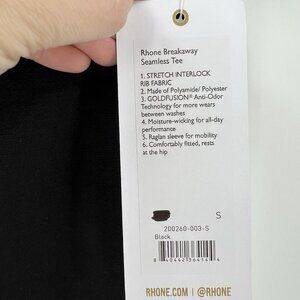 Rhone Breakaway
Seamless Tee
1. STRETCH INTERLOCK
RIB FABRIC
2. Made of Polyamide/ Polyester
3. GOLDFUSION® Anti-Odor
Technology for more wears
between washes
4. Moisture-wicking for all-day
performance
5. Raglan sleeve for mobility
6. Comfortably fitted, rests
at the hip
S
200260-003-S
Black
RHONE.COM | @RHONE